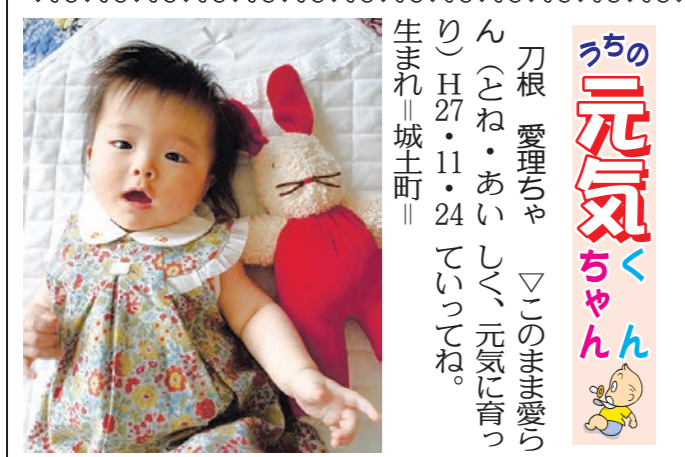 うちの
元気
くん
ちゃん
刀根 愛理ちゃ
ん（とね・あい
り）H27・11・24
生まれ＝城土町＝
▽このまま愛ら
しく、元気に育っ
ていってね。